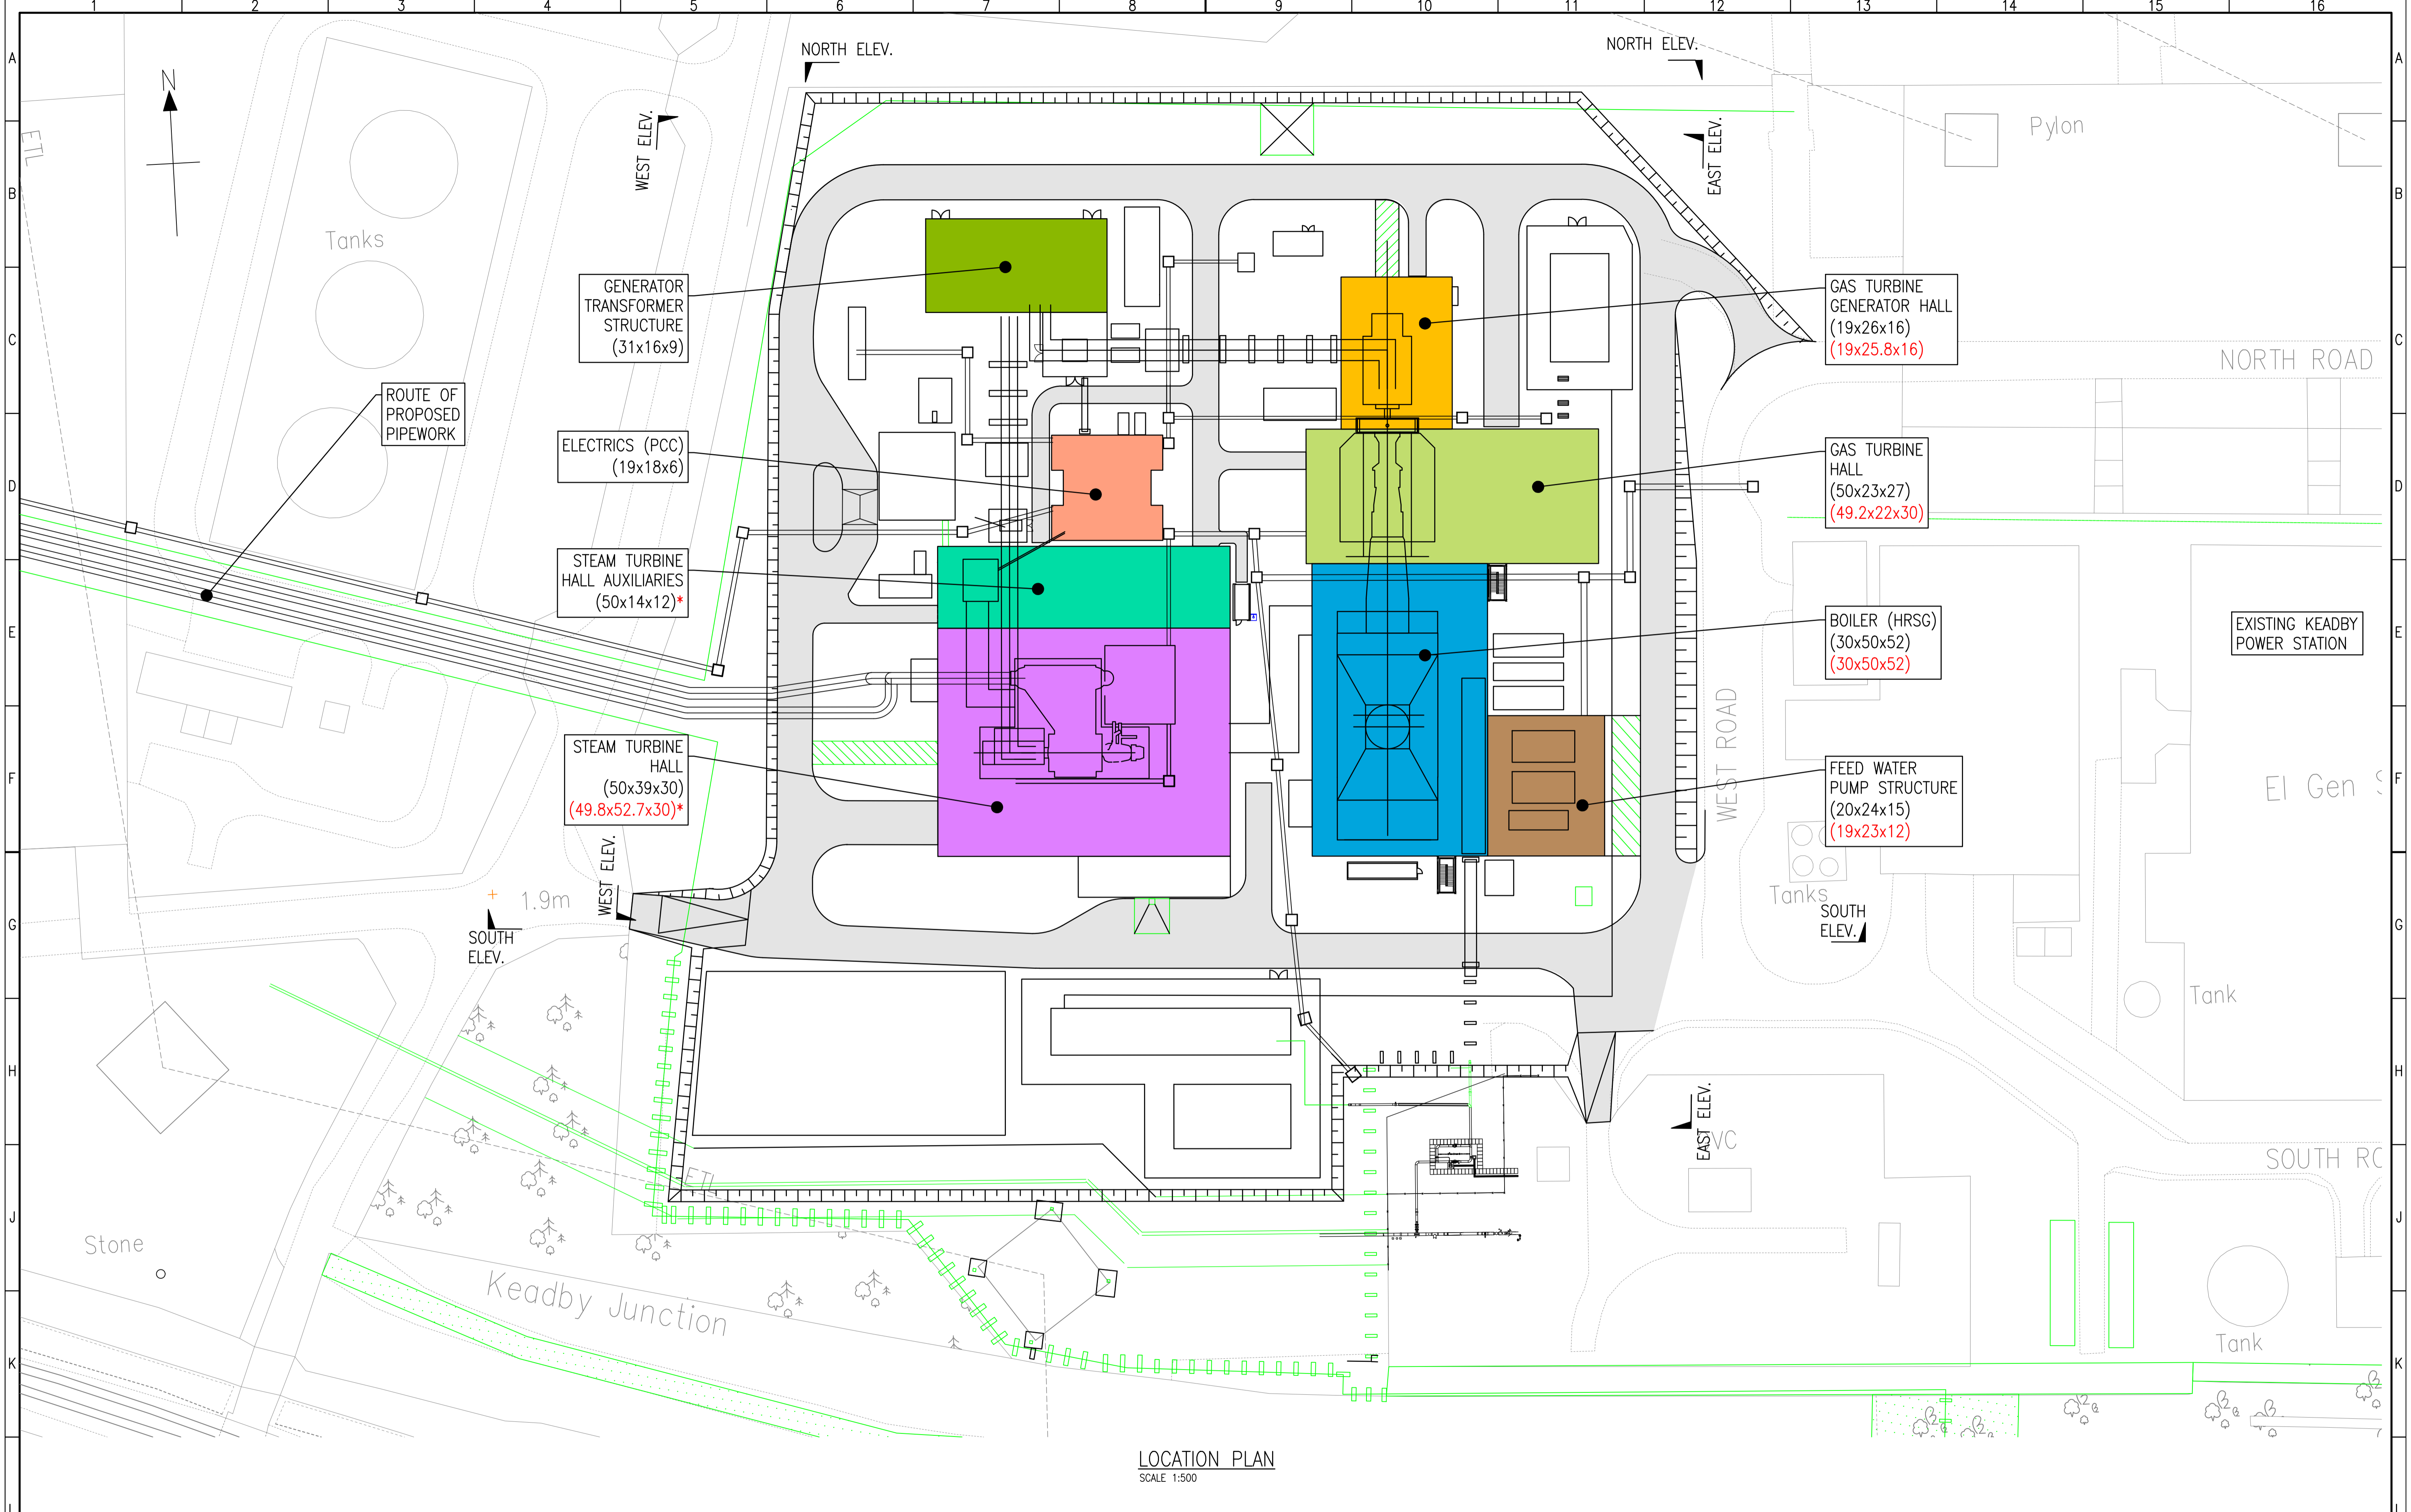 1 2 3 4 5 6 7 8 9 10 11 12 13 14 15 16
A
A
B
B
C
C
D
D
E
E
F
F
G
G
H
H
J
J
K
K
L
L
NORTH ELEV.
NORTH ELEV.
N
WEST ELEV.
EAST ELEV.
Pylon
ETL
Tanks
GENERATOR
TRANSFORMER
STRUCTURE
(31x16x9)
GAS TURBINE
GENERATOR HALL
(19x26x16)
(19x25.8x16)
NORTH ROAD
ROUTE OF
PROPOSED
PIPEWORK
ELECTRICS (PCC)
(19x18x6)
GAS TURBINE
HALL
(50x23x27)
(49.2x22x30)
STEAM TURBINE
HALL AUXILIARIES
(50x14x12)*
BOILER (HRSG)
(30x50x52)
(30x50x52)
EXISTING KEADBY
POWER STATION
WEST ROAD
STEAM TURBINE
HALL
(50x39x30)
(49.8x52.7x30)*
FEED WATER
PUMP STRUCTURE
(20x24x15)
(19x23x12)
El Gen
WEST ELEV.
1.9m
Tanks
SOUTH
ELEV.
SOUTH
ELEV.
Tank
EAST ELEV.
VC
SOUTH RO
Stone
Keadby Junction
Tank
LOCATION PLAN
SCALE 1:500